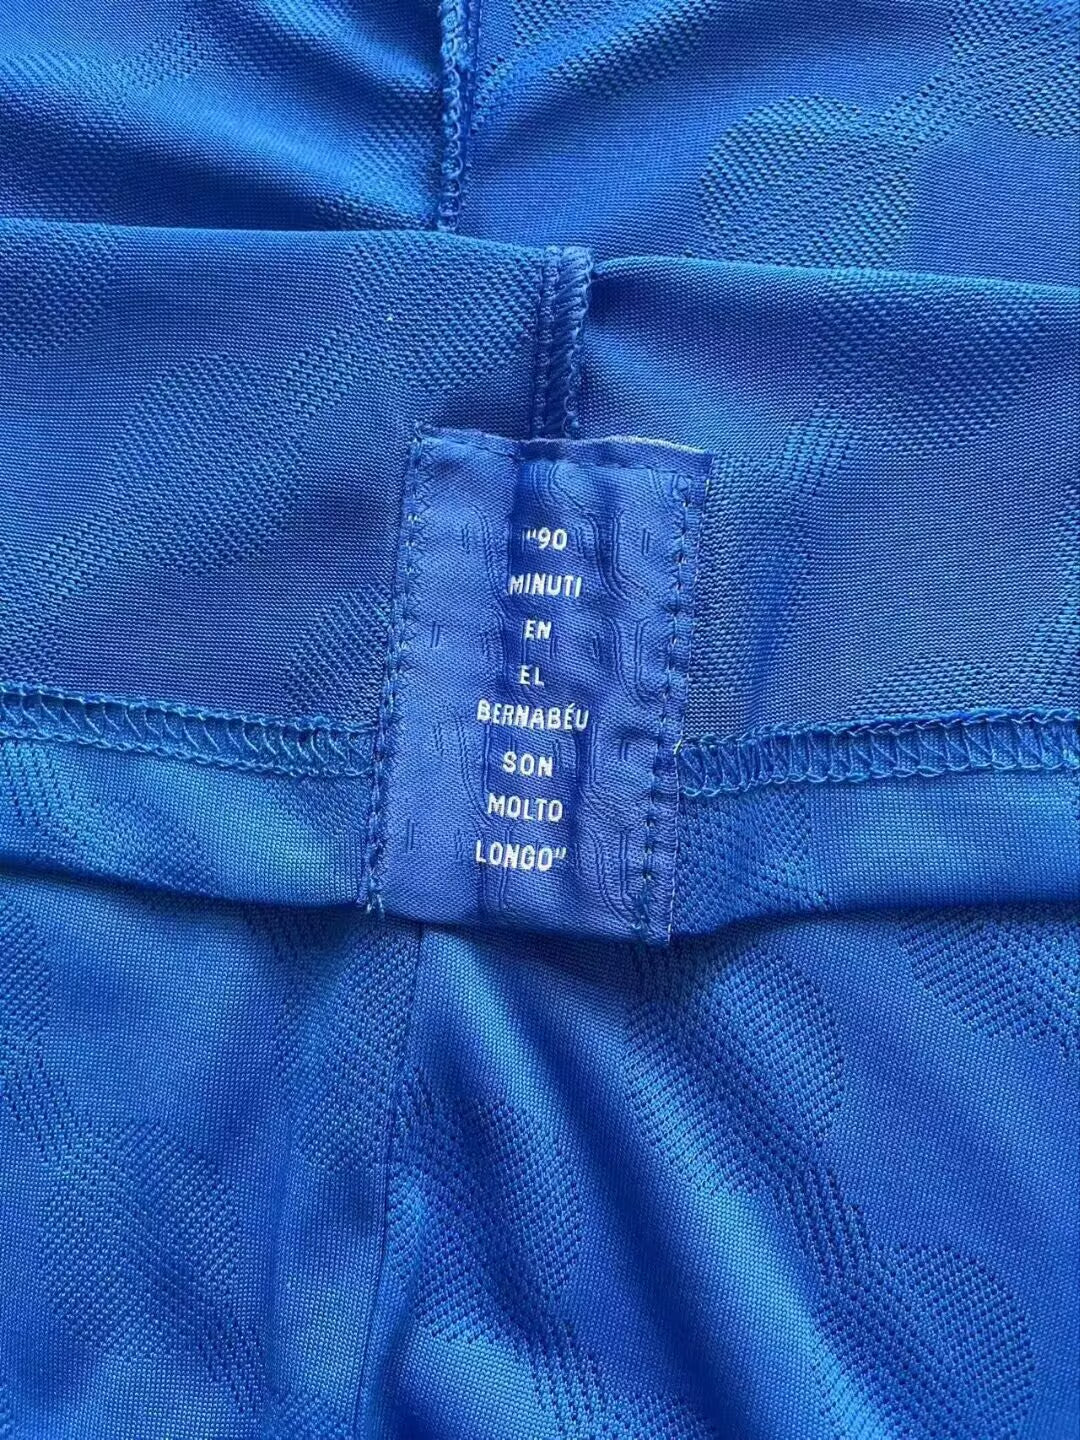 "90
MINUTI
EN
EL
BERNABÉU
SON
MOLTO
LONGO"